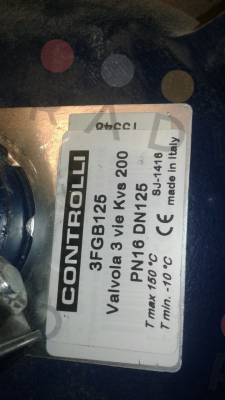 CONTROLLI
3FGB125
Valvola 3 vie Kvs 200
PN16 DN125
SJ-1416
T max 150 °C CE made in Italy
T min. -10 °C